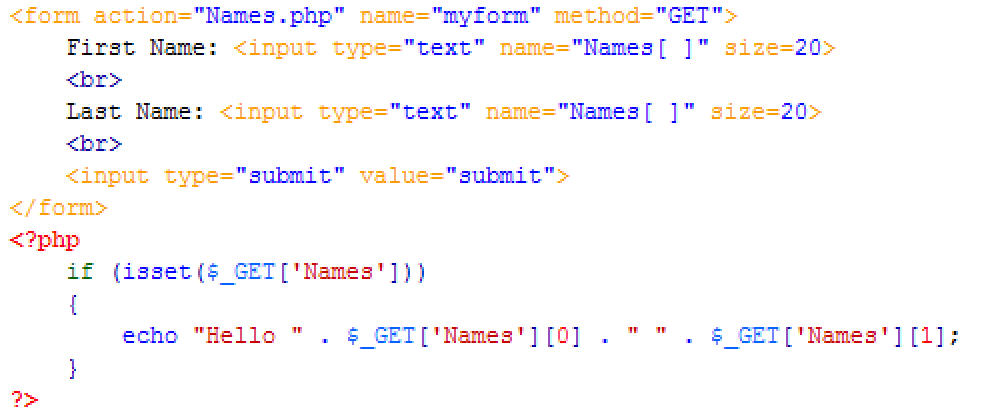 <form action="Names.php" name="myform" method="GET">
First Name: <input type="text" name="Names[ ]" size=20>
<br>
Last Name: <input type="text" name="Names[ ]" size=20>
<br>
<input type="submit" value="submit">
</form>
<?php
if (isset($_GET['Names']))
{
echo "Hello " . $_GET['Names'][0] . " " . $_GET['Names'][1];
}
?>